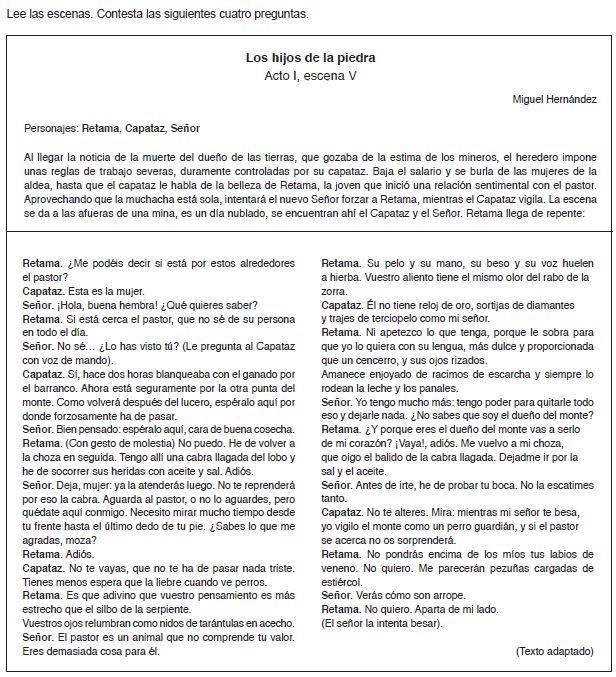 Lee las escenas. Contesta las siguientes cuatro preguntas.
Los hijos de la piedra
Acto I, escena V
Miguel Hernández
Personajes: Retama, Capataz, Señor
Al llegar la noticia de la muerte del dueño de las tierras, que gozaba de la estima de los mineros, el heredero impone
unas reglas de trabajo severas, duramente controladas por su capataz. Baja el salario y se burla de las mujeres de la
aldea, hasta que el capataz le habla de la belleza de Retama, la joven que inició una relación sentimental con el pastor.
Aprovechando que la muchacha está sola, intentará el nuevo Señor forzar a Retama, mientras el Capataz vigila. La escena
se da a las afueras de una mina, es un día nublado, se encuentran ahí el Capataz y el Señor. Retama llega de repente:
Retama. ¿Me podéis decir si está por estos alrededores
el pastor?
Capataz. Esta es la mujer.
Señor. ¡Hola, buena hembra! ¿Qué quieres saber?
Retama. Si está cerca el pastor, que no sé de su persona
en todo el día.
Señor. No sé... ¿Lo has visto tú? (Le pregunta al Capataz
con voz de mando).
Capataz. Sí, hace dos horas blanqueaba con el ganado por
el barranco. Ahora está seguramente por la otra punta del
monte. Como volverá después del lucero, espéralo aquí por
donde forzosamente ha de pasar.
Señor. Bien pensado: espéralo aquí, cara de buena cosecha.
Retama. (Con gesto de molestia) No puedo. He de volver a
la choza en seguida. Tengo allí una cabra llagada del lobo y
he de socorrer sus heridas con aceite y sal. Adiós.
Señor. Deja, mujer: ya la atenderás luego. No te reprenderá
por eso la cabra. Aguarda al pastor, o no lo aguardes, pero
quédate aquí conmigo. Necesito mirar mucho tiempo desde
tu frente hasta el último dedo de tu pie. ¿Sabes lo que me
agradas, moza?
Retama. Adiós.
Capataz. No te vayas, que no te ha de pasar nada triste.
Tienes menos espera que la liebre cuando ve perros.
Retama. Es que adivino que vuestro pensamiento es más
estrecho que el silbo de la serpiente.
Vuestros ojos relumbran como nidos de tarántulas en acecho.
Señor. El pastor es un animal que no comprende tu valor.
Eres demasiada cosa para él.
Retama. Su pelo y su mano, su beso y su voz huelen
a hierba. Vuestro aliento tiene el mismo olor del rabo de la
zorra.
Capataz. Él no tiene reloj de oro, sortijas de diamantes
y trajes de terciopelo como mi señor.
Retama. Ni apetezco lo que tenga, porque le sobra para
que yo lo quiera con su lengua, más dulce y proporcionada
que un cencerro, y sus ojos rizados.
Amanece enjoyado de racimos de escarcha y siempre lo
rodean la leche y los panales.
Señor. Yo tengo mucho más: tengo poder para quitarle todo
eso y dejarle nada. ¿No sabes que soy el dueño del monte?
Retama. ¿Y porque eres el dueño del monte vas a serlo
de mi corazón? ¡Vaya!, adiós. Me vuelvo a mi choza,
que oigo el balido de la cabra llagada. Dejadme ir por la
sal y el aceite.
Señor. Antes de irte, he de probar tu boca. No la escatimes
tanto.
Capataz. No te alteres. Mira: mientras mi señor te besa,
yo vigilo el monte como un perro guardián, y si el pastor
se acerca no os sorprenderá.
Retama. No pondrás encima de los míos tus labios de
veneno. No quiero. Me parecerán pezuñas cargadas de
estiércol.
Señor. Verás cómo son arrope.
Retama. No quiero. Aparta de mi lado.
(El señor la intenta besar).
(Texto adaptado)